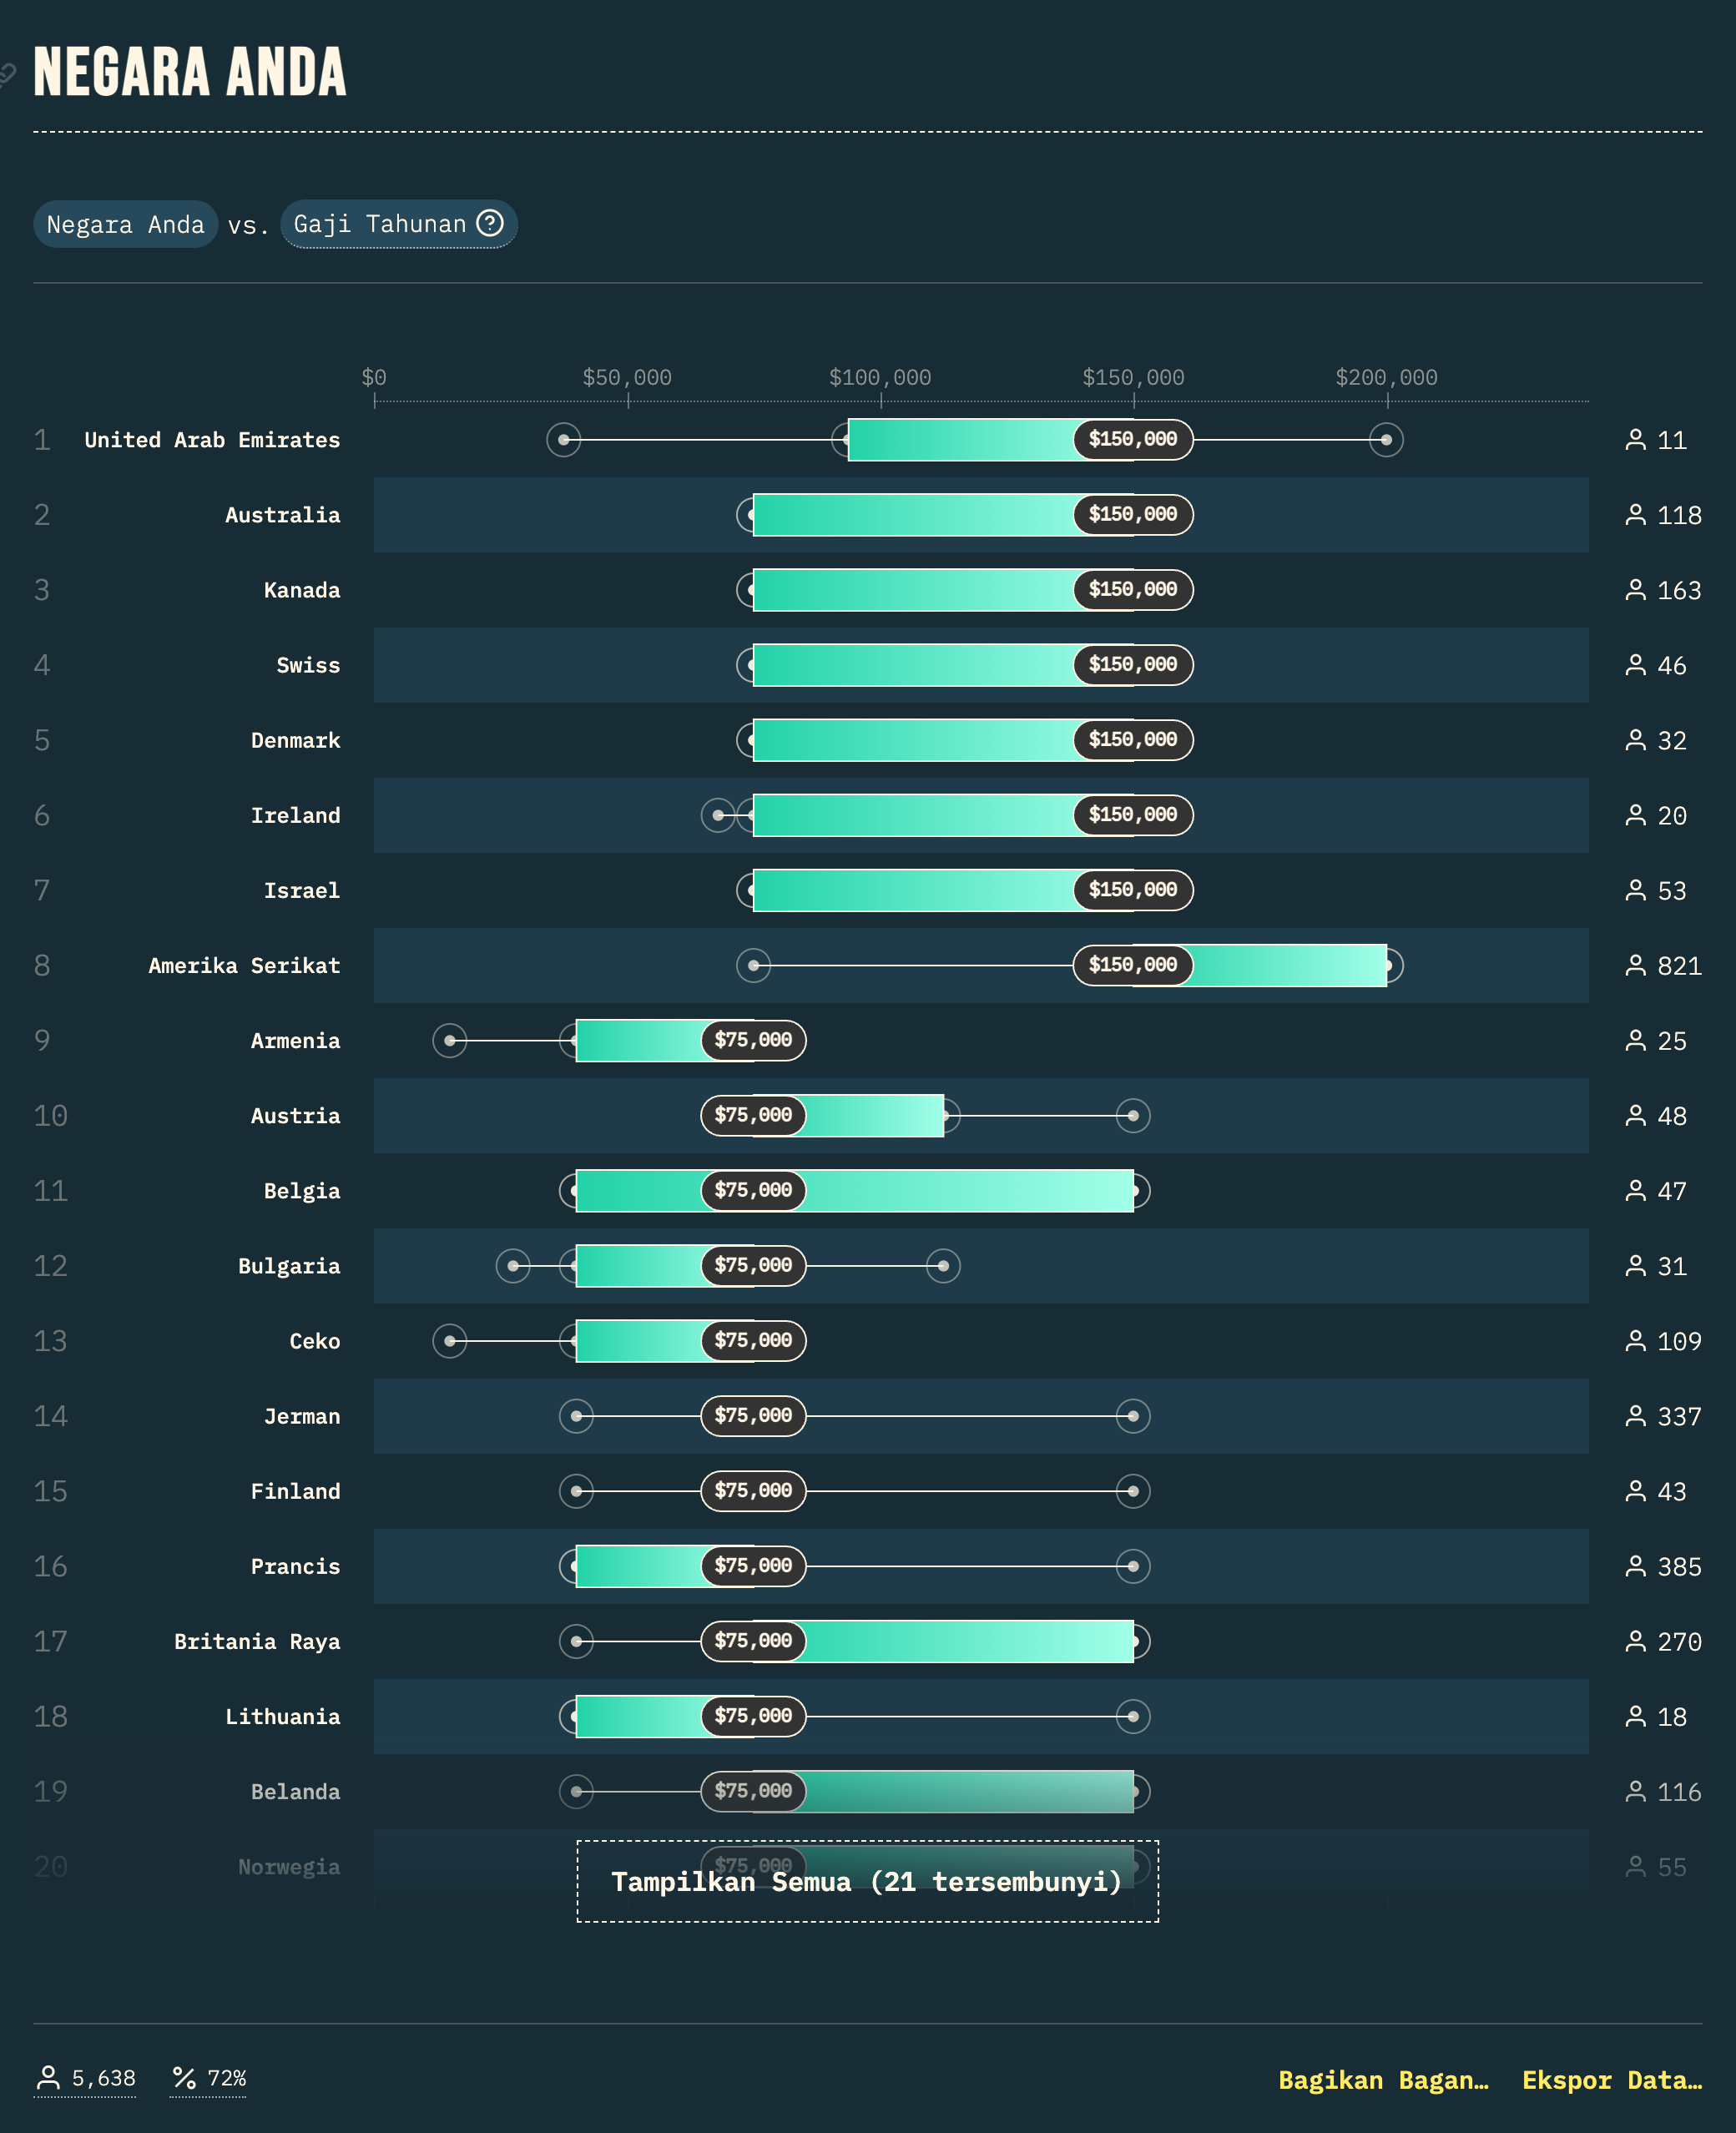 NEGARA ANDA
Negara Anda vs. Gaji Tahunan ?
$0 $50,000 $100,000 $150,000 $200,000
1 United Arab Emirates $150,000 11
2 Australia $150,000 118
3 Kanada $150,000 163
4 Swiss $150,000 46
5 Denmark $150,000 32
6 Ireland $150,000 20
7 Israel $150,000 53
8 Amerika Serikat $150,000 821
9 Armenia $75,000 25
10 Austria $75,000 48
11 Belgia $75,000 47
12 Bulgaria $75,000 31
13 Ceko $75,000 109
14 Jerman $75,000 337
15 Finland $75,000 43
16 Prancis $75,000 385
17 Britania Raya $75,000 270
18 Lithuania $75,000 18
19 Belanda $75,000 116
20 Norwegia $75,000 55
Tampilkan Semua (21 tersembunyi)
5,638 % 72% Bagikan Bagan… Ekspor Data…